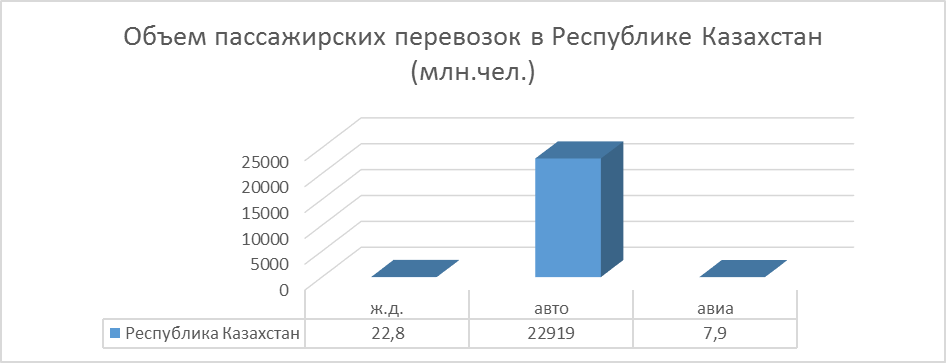 Объем пассажирских перевозок в Республике Казахстан
(млн.чел.)
25000
20000
15000
10000
5000
0
ж.д. авто авиа
Республика Казахстан 22,8 22919 7,9